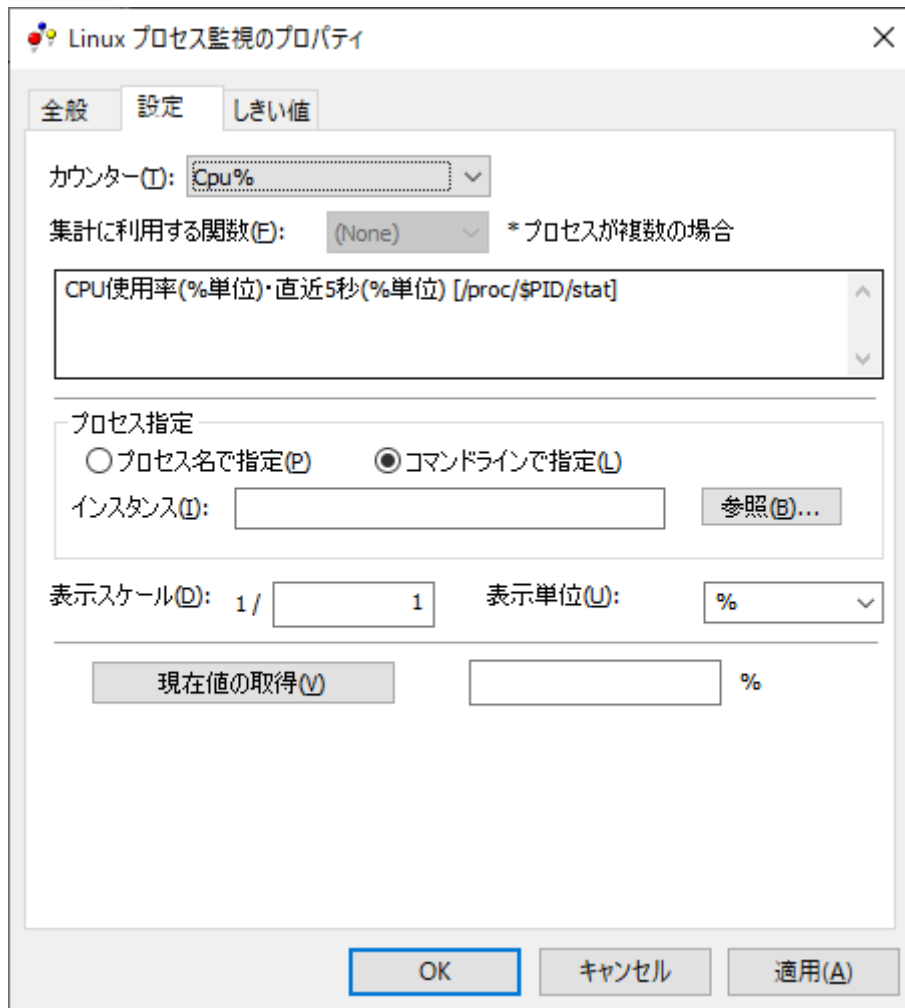 Linux プロセス監視のプロパティ
全般 設定 しきい値
カウンター(T): Cpu%
集計に利用する関数(F): (None) *プロセスが複数の場合
CPU使用率(%単位)・直近5秒(%単位) [/proc/$PID/stat]
プロセス指定
プロセス名で指定(P) コマンドラインで指定(L)
インスタンス(I): 参照(B)...
表示スケール(D): 1 / 1 表示単位(U): %
現在値の取得(V) %
OK キャンセル 適用(A)